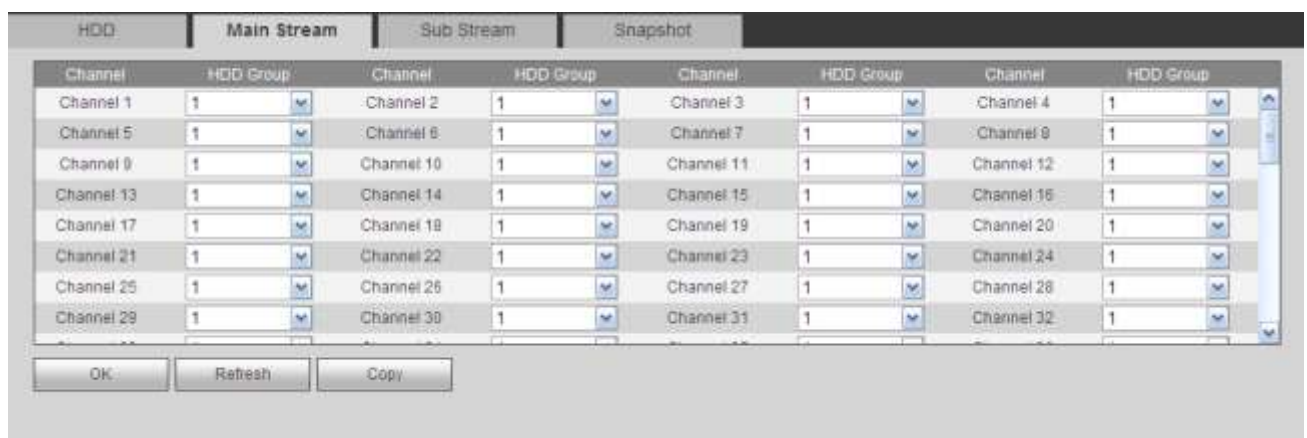 HDD Main Stream Sub Stream Snapshot
Channel HDD Group Channel HDD Group Channel HDD Group Channel HDD Group
Channel 1 1 Channel 2 1 Channel 3 1 Channel 4 1
Channel 5 1 Channel 6 1 Channel 7 1 Channel 8 1
Channel 9 1 Channel 10 1 Channel 11 1 Channel 12 1
Channel 13 1 Channel 14 1 Channel 15 1 Channel 16 1
Channel 17 1 Channel 18 1 Channel 19 1 Channel 20 1
Channel 21 1 Channel 22 1 Channel 23 1 Channel 24 1
Channel 25 1 Channel 26 1 Channel 27 1 Channel 28 1
Channel 29 1 Channel 30 1 Channel 31 1 Channel 32 1
OK Refresh Copy